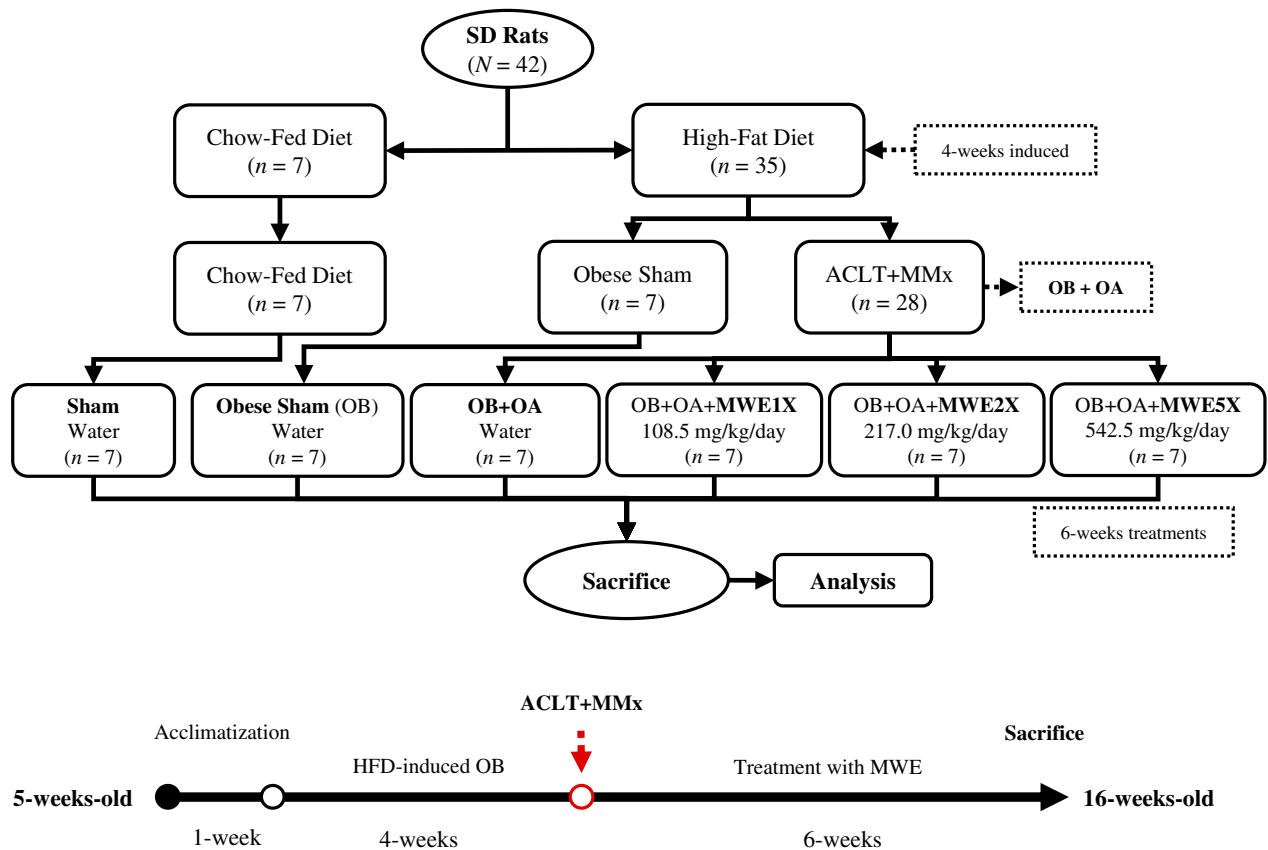 SD Rats
(N = 42)
Chow-Fed Diet
(n = 7)
High-Fat Diet
(n = 35)
4-weeks induced
Chow-Fed Diet
(n = 7)
Obese Sham
(n = 7)
ACLT+MMx
(n = 28)
OB + OA
Sham
Water
(n = 7)
Obese Sham (OB)
Water
(n = 7)
OB+OA
Water
(n = 7)
OB+OA+MWE1X
108.5 mg/kg/day
(n = 7)
OB+OA+MWE2X
217.0 mg/kg/day
(n = 7)
OB+OA+MWE5X
542.5 mg/kg/day
(n = 7)
6-weeks treatments
Sacrifice
Analysis
ACLT+MMx
Acclimatization
Sacrifice
HFD-induced OB
Treatment with MWE
5-weeks-old
16-weeks-old
1-week
4-weeks
6-weeks